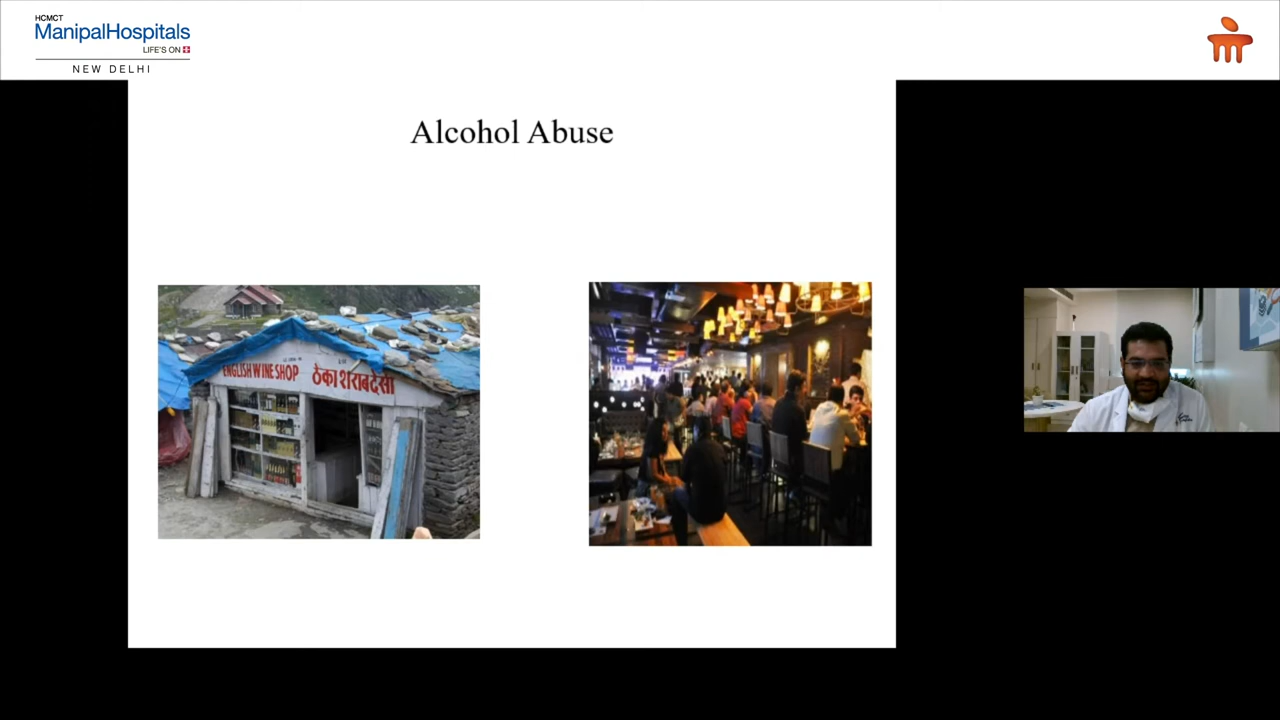 HCMCT
ManipalHospitals
LIFE'S ON
NEW DELHI
Alcohol Abuse
ENGLISH WINE SHOP ठेका शराब देसी